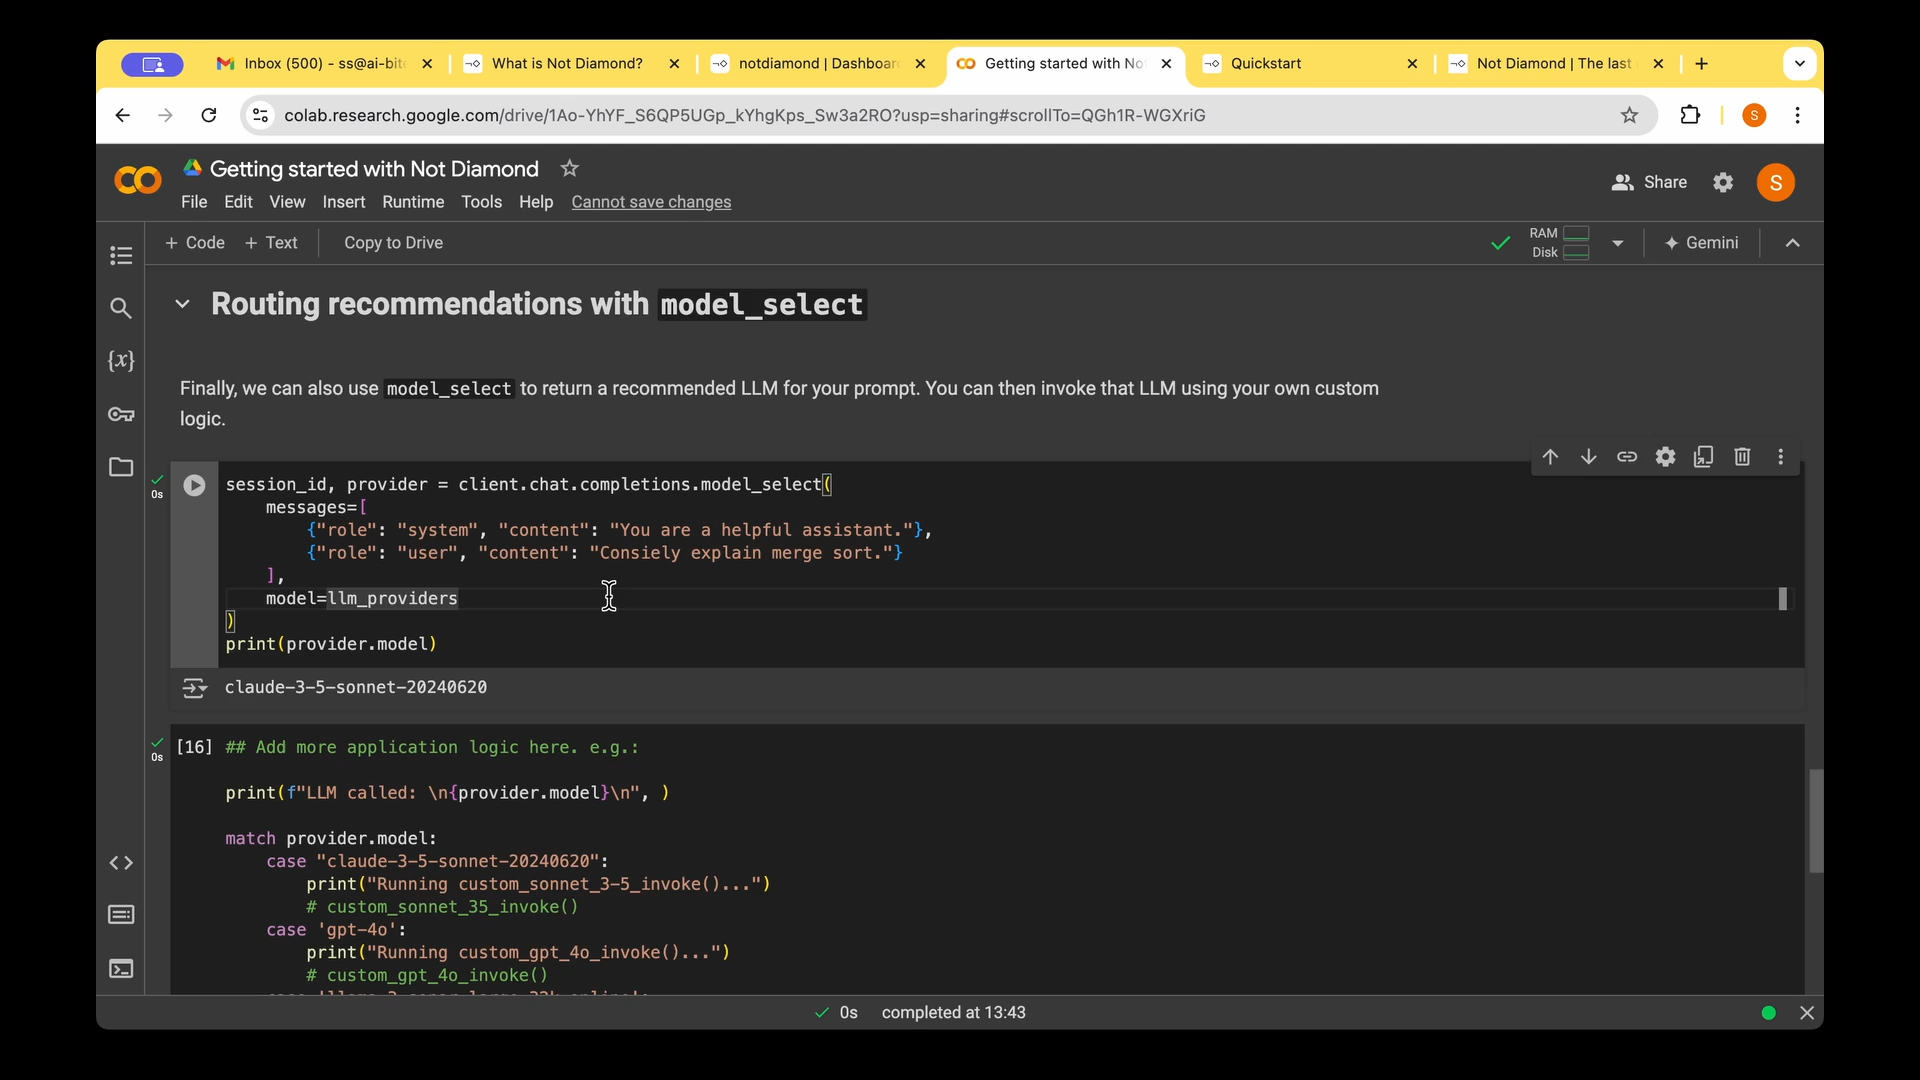 Inbox (500) - ss@ai-bite
What is Not Diamond?
notdiamond | Dashboar
Getting started with No
Quickstart
Not Diamond | The last
colab.research.google.com/drive/1Ao-YhYF_S6QP5UGp_kYhgKps_Sw3a2RO?usp=sharing#scrollTo=QGh1R-WGXriG
S
Getting started with Not Diamond
File Edit View Insert Runtime Tools Help Cannot save changes
Share
S
+ Code + Text Copy to Drive
RAM
Disk
Gemini
Routing recommendations with model_select
{x}
Finally, we can also use model_select to return a recommended LLM for your prompt. You can then invoke that LLM using your own custom
logic.
0s
session_id, provider = client.chat.completions.model_select(
messages=[
{"role": "system", "content": "You are a helpful assistant."},
{"role": "user", "content": "Consiely explain merge sort."}
],
model=llm_providers
)
print(provider.model)
claude-3-5-sonnet-20240620
0s
[16] ## Add more application logic here. e.g.:
print(f"LLM called: \n{provider.model}\n", )
match provider.model:
case "claude-3-5-sonnet-20240620":
print("Running custom_sonnet_3-5_invoke()...")
# custom_sonnet_35_invoke()
case 'gpt-4o':
print("Running custom_gpt_4o_invoke()...")
# custom_gpt_4o_invoke()
0s completed at 13:43